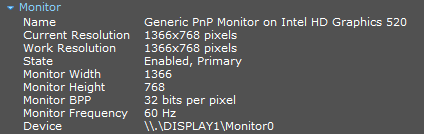 Monitor
Name Generic PnP Monitor on Intel HD Graphics 520
Current Resolution 1366x768 pixels
Work Resolution 1366x768 pixels
State Enabled, Primary
Monitor Width 1366
Monitor Height 768
Monitor BPP 32 bits per pixel
Monitor Frequency 60 Hz
Device \\.\DISPLAY1\Monitor0